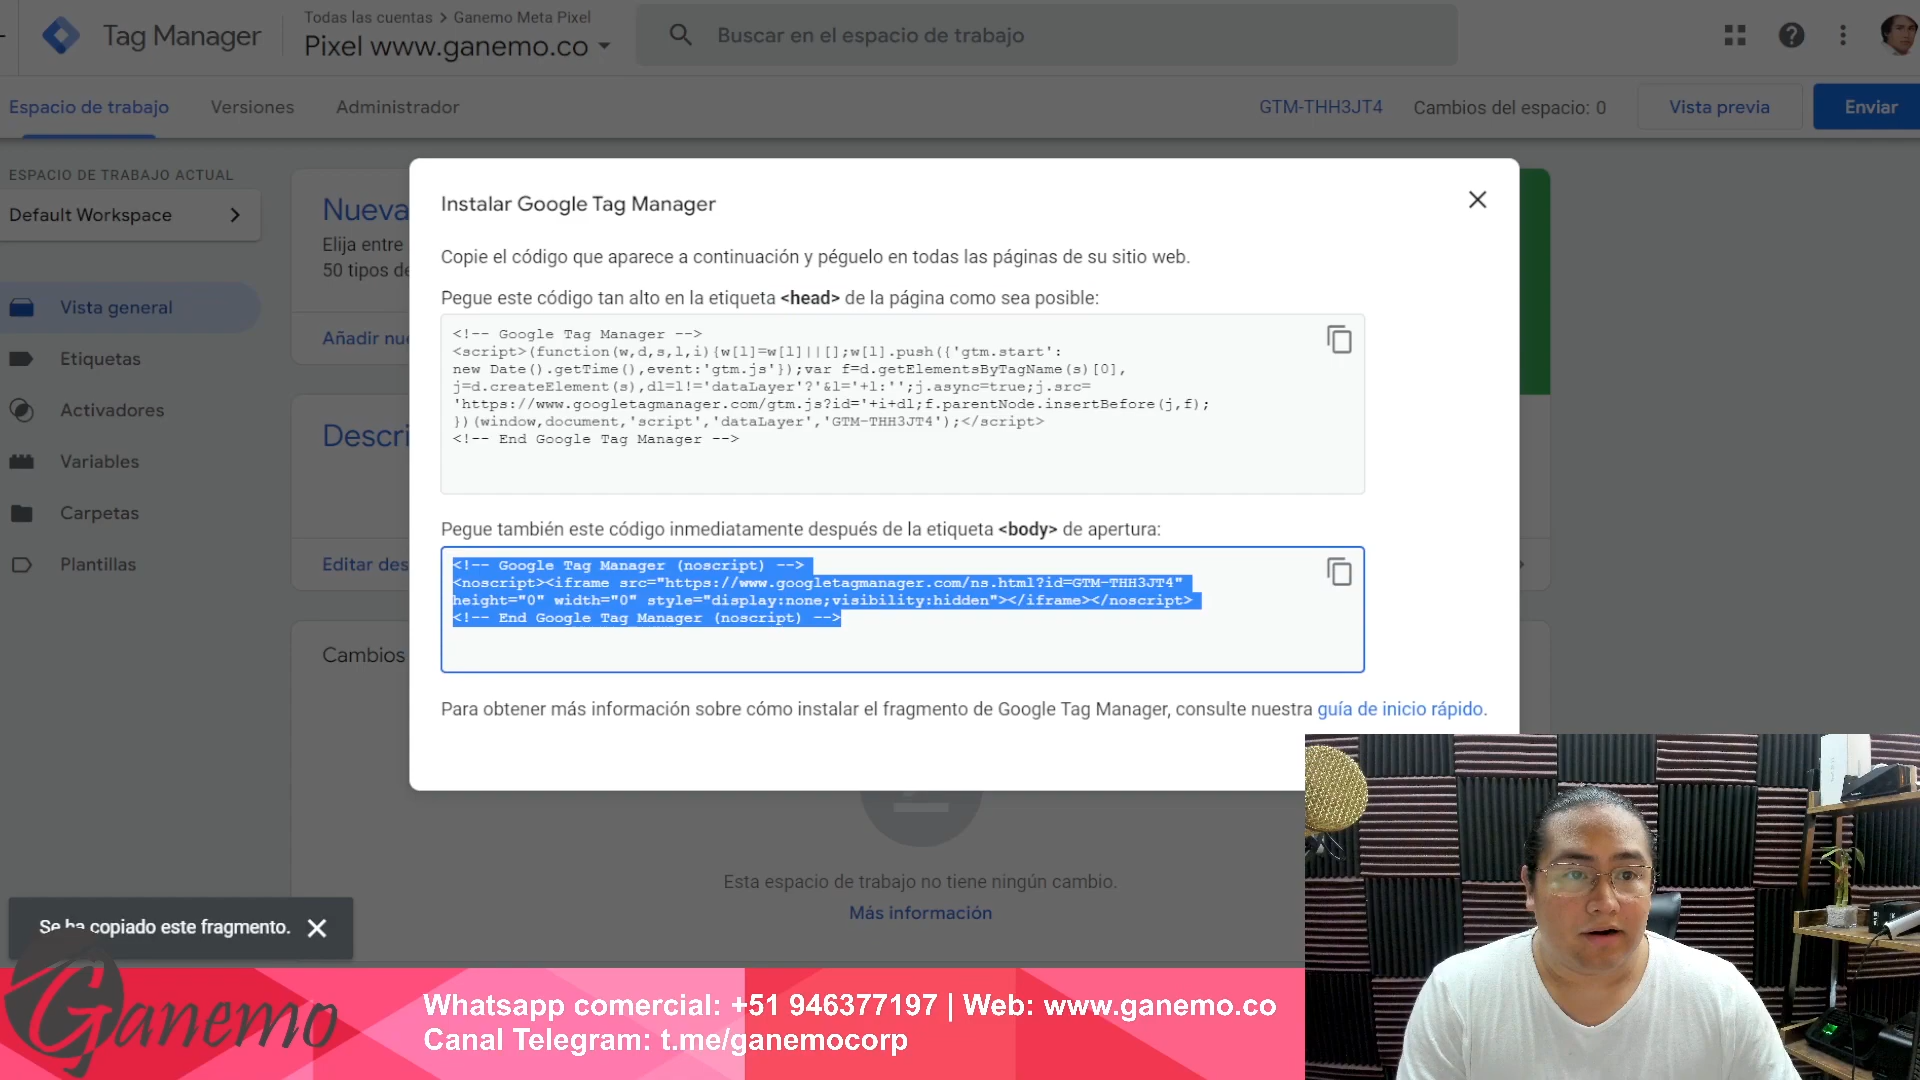 Tag Manager
Todas las cuentas > Ganemo Meta Pixel
Pixel www.ganemo.co
Buscar en el espacio de trabajo
Espacio de trabajo
Versiones
Administrador
GTM-THH3JT4
Cambios del espacio: 0
Vista previa
Enviar
ESPACIO DE TRABAJO ACTUAL
Default Workspace
Vista general
Etiquetas
Activadores
Variables
Carpetas
Plantillas
Nueva
Elija entre
50 tipos de
Añadir nue
Descri
Editar des
Cambios
Instalar Google Tag Manager
Copie el código que aparece a continuación y péguelo en todas las páginas de su sitio web.
Pegue este código tan alto en la etiqueta <head> de la página como sea posible:
<!-- Google Tag Manager -->
<script>(function(w,d,s,l,i){w[l]=w[l]||[];w[l].push({'gtm.start':
new Date().getTime(),event:'gtm.js'});var f=d.getElementsByTagName(s)[0],
j=d.createElement(s),dl=l!='dataLayer'?'&l='+l:'';j.async=true;j.src=
'https://www.googletagmanager.com/gtm.js?id='+i+dl;f.parentNode.insertBefore(j,f);
})(window,document,'script','dataLayer','GTM-THH3JT4');</script>
<!-- End Google Tag Manager -->
Pegue también este código inmediatamente después de la etiqueta <body> de apertura:
<!-- Google Tag Manager (noscript) -->
<noscript><iframe src="https://www.googletagmanager.com/ns.html?id=GTM-THH3JT4"
height="0" width="0" style="display:none;visibility:hidden"></iframe></noscript>
<!-- End Google Tag Manager (noscript) -->
Para obtener más información sobre cómo instalar el fragmento de Google Tag Manager, consulte nuestra guía de inicio rápido.
Esta espacio de trabajo no tiene ningún cambio.
Más información
Se ha copiado este fragmento.
Ganemo
Whatsapp comercial: +51 946377197 | Web: www.ganemo.co
Canal Telegram: t.me/ganemocorp